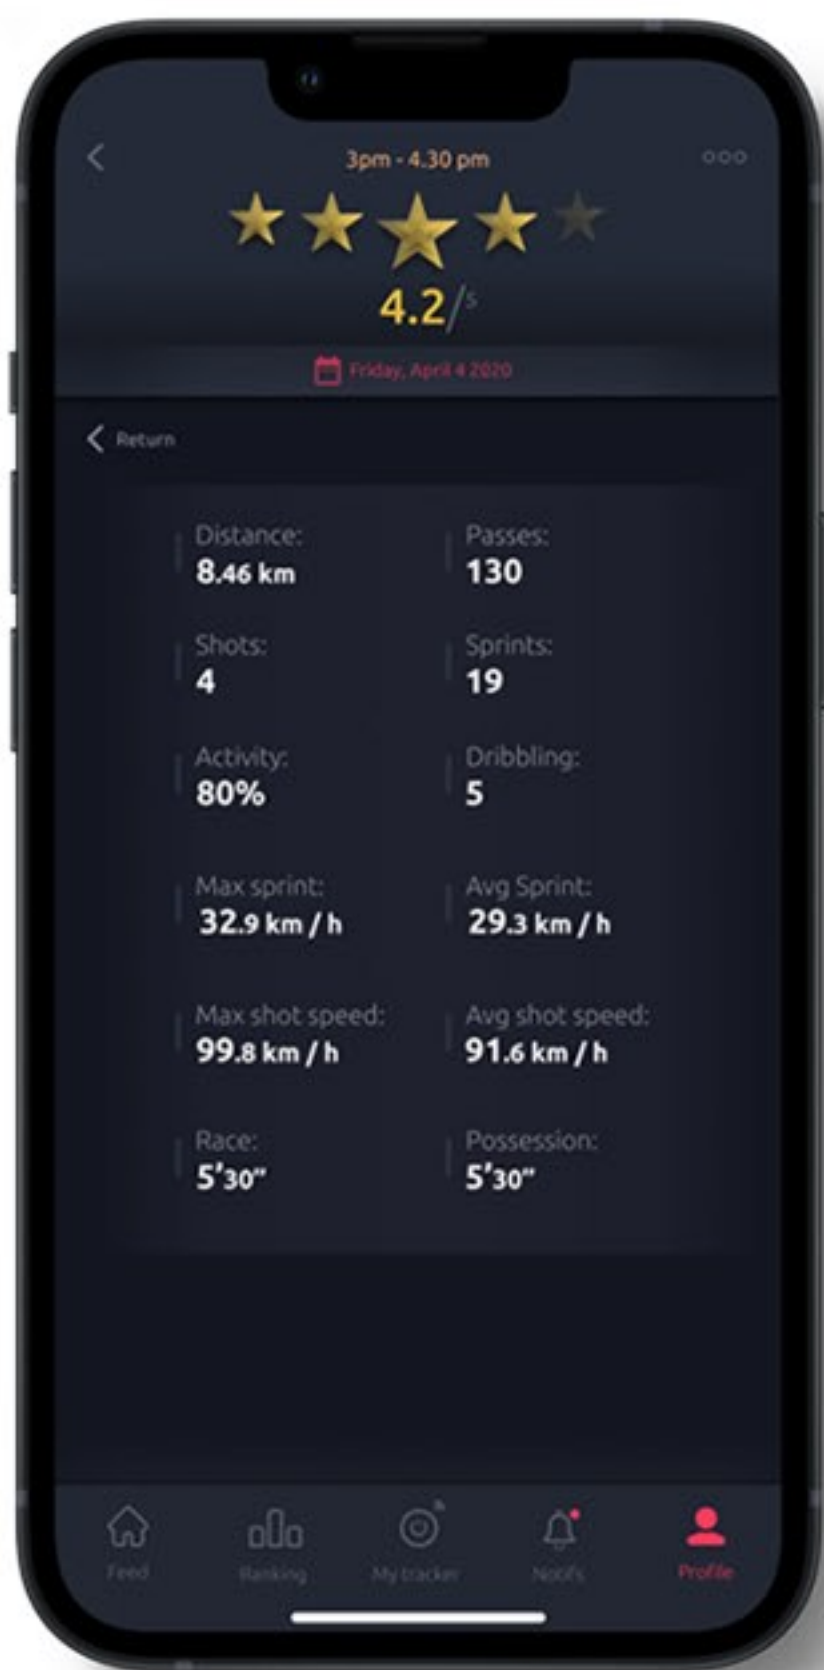 3pm - 4.30 pm
4.2/5
Friday, April 4 2020
Return
Distance: Passes:
8.46 km 130
Shots: Sprints:
4 19
Activity: Dribbling:
80% 5
Max sprint: Avg Sprint:
32.9 km / h 29.3 km / h
Max shot speed: Avg shot speed:
99.8 km / h 91.6 km / h
Race: Possession:
5'30" 5'30"
Feed Ranking My tracker Notifs Profile